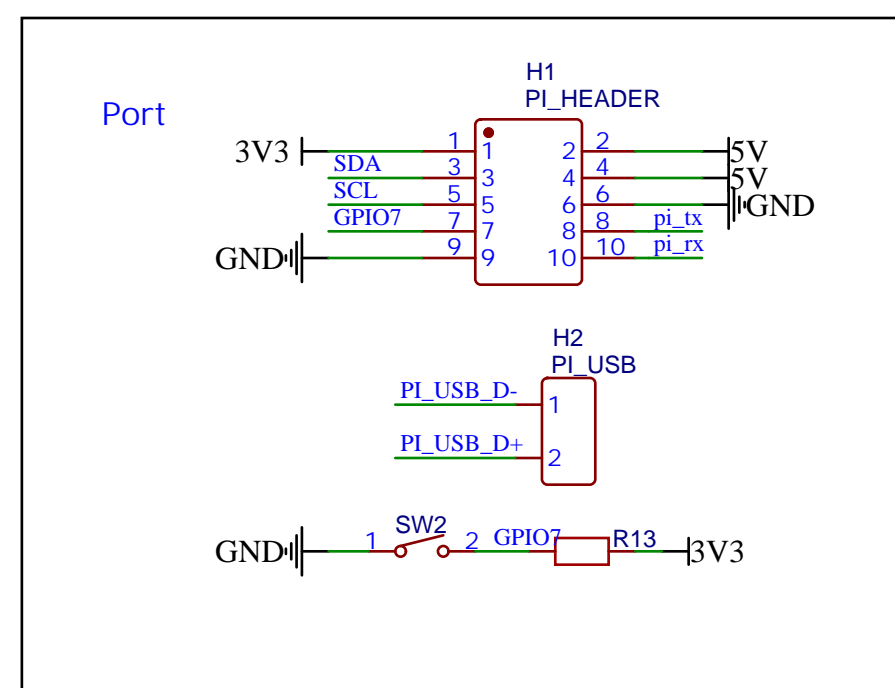 Port
H1
PI_HEADER
3V3 1 1 2 2 5V
SDA 3 3 4 4 5V
SCL 5 5 6 6 GND
GPIO7 7 7 8 8 pi_tx
GND 9 9 10 10 pi_rx
H2
PI_USB
PI_USB_D- 1
PI_USB_D+ 2
GND 1 SW2 2 GPIO7 R13 3V3